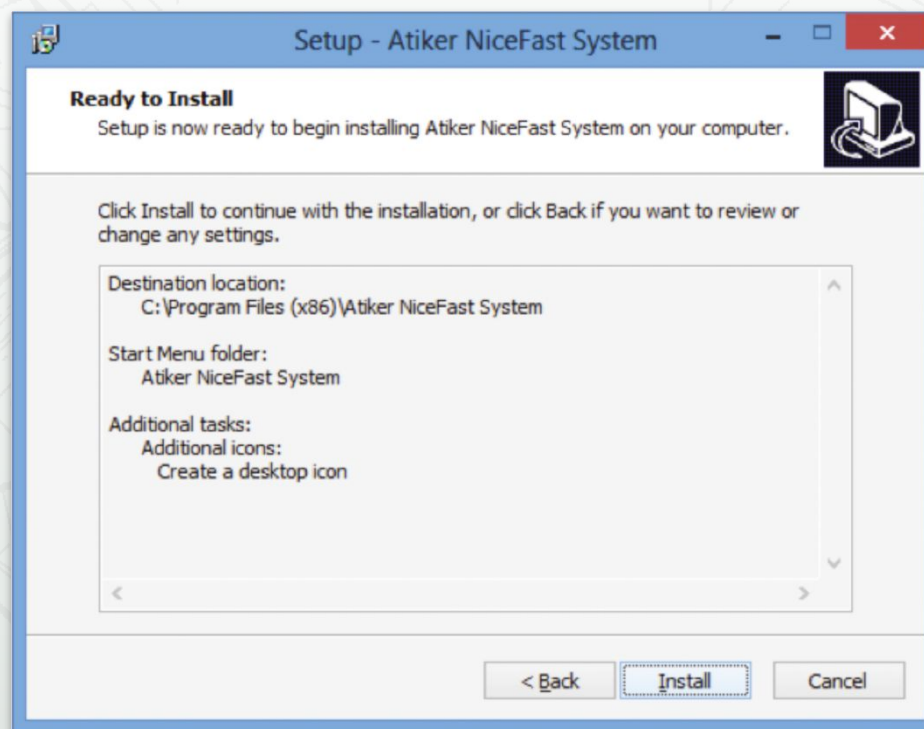 Setup - Atiker NiceFast System
Ready to Install
Setup is now ready to begin installing Atiker NiceFast System on your computer.
Click Install to continue with the installation, or click Back if you want to review or
change any settings.
Destination location:
C:\Program Files (x86)\Atiker NiceFast System
Start Menu folder:
Atiker NiceFast System
Additional tasks:
Additional icons:
Create a desktop icon
< Back Install Cancel